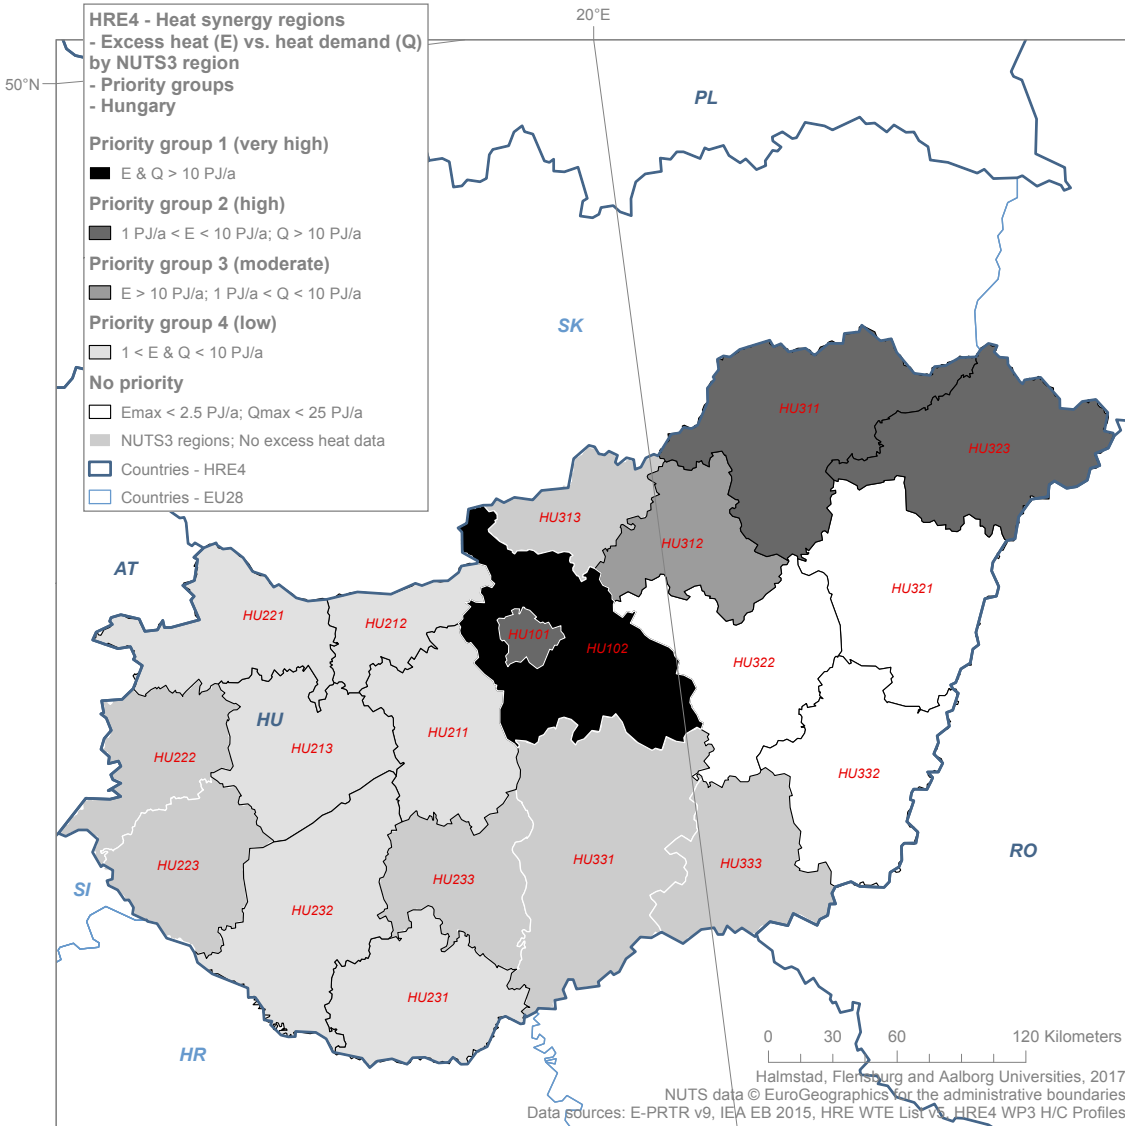 HRE4 - Heat synergy regions
- Excess heat (E) vs. heat demand (Q)
by NUTS3 region
- Priority groups
- Hungary
Priority group 1 (very high)
E & Q > 10 PJ/a
Priority group 2 (high)
1 PJ/a < E < 10 PJ/a; Q > 10 PJ/a
Priority group 3 (moderate)
E > 10 PJ/a; 1 PJ/a < Q < 10 PJ/a
Priority group 4 (low)
1 < E & Q < 10 PJ/a
No priority
Emax < 2.5 PJ/a; Qmax < 25 PJ/a
NUTS3 regions; No excess heat data
Countries - HRE4
Countries - EU28
20°E
50°N
PL
SK
HU311
HU323
HU313
HU312
AT
HU321
HU221
HU212
HU101
HU102
HU322
HU
HU211
HU213
HU222
HU332
RO
HU331
HU333
HU223
HU233
SI
HU232
HU231
HR
0 30 60 120 Kilometers
Halmstad, Flensburg and Aalborg Universities, 2017
NUTS data © EuroGeographics for the administrative boundaries
Data sources: E-PRTR v9, IEA EB 2015, HRE WTE List v5, HRE4 WP3 H/C Profiles